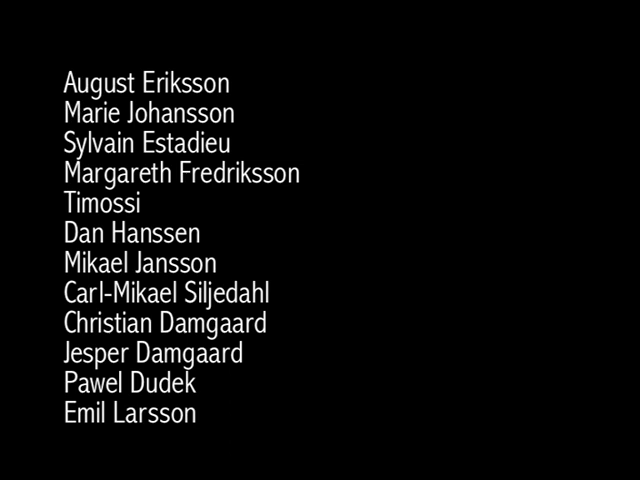 August Eriksson
Marie Johansson
Sylvain Estadieu
Margareth Fredriksson
Timossi
Dan Hanssen
Mikael Jansson
Carl-Mikael Siljedahl
Christian Damgaard
Jesper Damgaard
Pawel Dudek
Emil Larsson